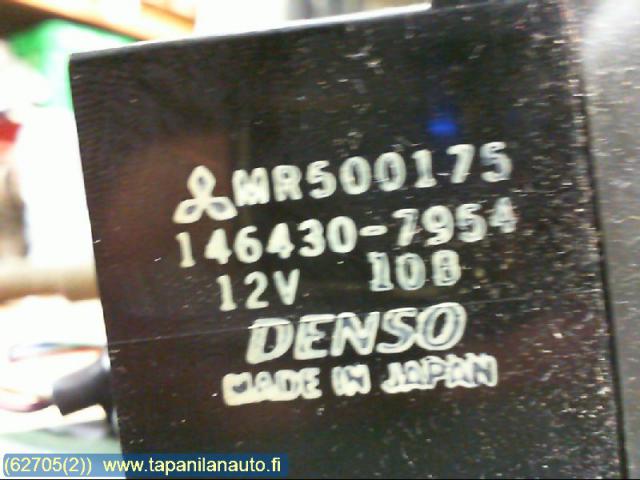 MR500175
146430-7954
12V 10B
DENSO
MADE IN JAPAN
(62705(2)) www.tapanilanauto.fi